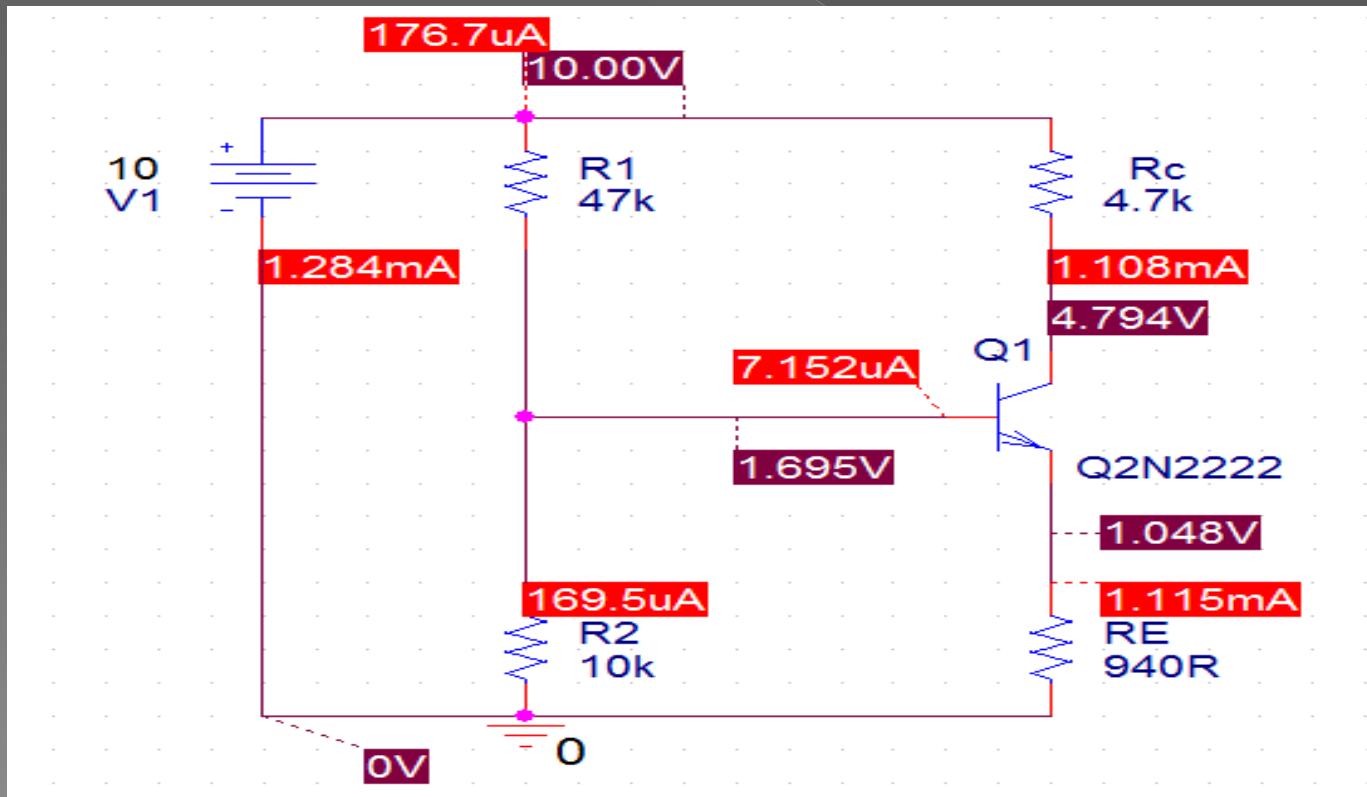 176.7uA
10.00V
+
10
V1
-
R1
47k
Rc
4.7k
1.284mA
1.108mA
4.794V
Q1
7.152uA
1.695V
Q2N2222
1.048V
169.5uA
1.115mA
R2
10k
RE
940R
0
0V